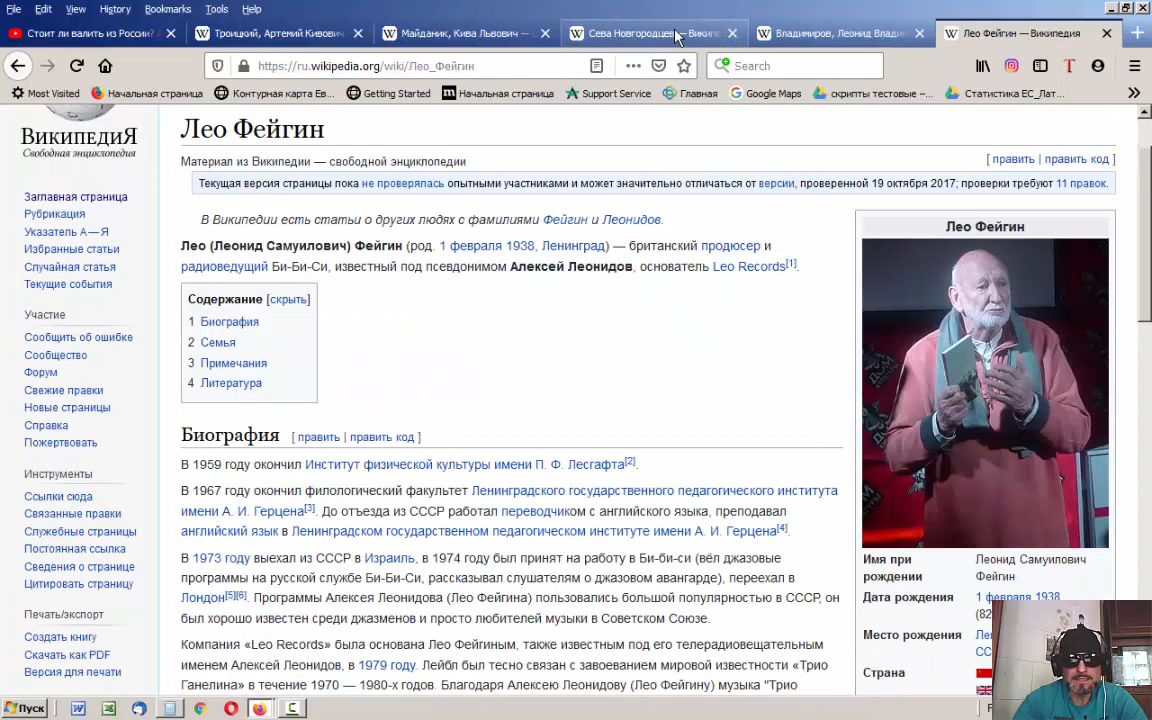 File Edit View History Bookmarks Tools Help
Стоит ли валить из России?
Троицкий, Артемий Кивович
Майданик, Кива Львович —
Сева Новгородцев — Викип
Владимиров, Леонид Влади
Лео Фейгин — Википедия
https://ru.wikipedia.org/wiki/Лео_Фейгин
Search
Most Visited Начальная страница Контурная карта Ев... Getting Started Начальная страница Support Service Главная Google Maps скрипты тестовые –... Статистика ЕС_Лат...
ВИКИПЕДИЯ
Свободная энциклопедия
Заглавная страница
Рубрикация
Указатель А — Я
Избранные статьи
Случайная статья
Текущие события
Участие
Сообщить об ошибке
Сообщество
Форум
Свежие правки
Новые страницы
Справка
Пожертвовать
Инструменты
Ссылки сюда
Связанные правки
Служебные страницы
Постоянная ссылка
Сведения о странице
Цитировать страницу
Печать/экспорт
Создать книгу
Скачать как PDF
Версия для печати
Лео Фейгин
Материал из Википедии — свободной энциклопедии
[ править | править код ]
Текущая версия страницы пока не проверялась опытными участниками и может значительно отличаться от версии, проверенной 19 октября 2017; проверки требуют 11 правок.
В Википедии есть статьи о других людях с фамилиями Фейгин и Леонидов.
Лео (Леонид Самуилович) Фейгин (род. 1 февраля 1938, Ленинград) — британский продюсер и
радиоведущий Би-Би-Си, известный под псевдонимом Алексей Леонидов, основатель Leo Records[1].
Содержание [скрыть]
1 Биография
2 Семья
3 Примечания
4 Литература
Биография [ править | править код ]
В 1959 году окончил Институт физической культуры имени П. Ф. Лесгафта[2].
В 1967 году окончил филологический факультет Ленинградского государственного педагогического института
имени А. И. Герцена[3]. До отъезда из СССР работал переводчиком с английского языка, преподавал
английский язык в Ленинградском государственном педагогическом институте имени А. И. Герцена[4].
В 1973 году выехал из СССР в Израиль, в 1974 году был принят на работу в Би-би-си (вёл джазовые
программы на русской службе Би-Би-Си, рассказывал слушателям о джазовом авангарде), переехал в
Лондон[5][6]. Программы Алексея Леонидова (Лео Фейгина) пользовались большой популярностью в СССР, он
был хорошо известен среди джазменов и просто любителей музыки в Советском Союзе.
Компания «Leo Records» была основана Лео Фейгиным, также известным под его телерадиовещательным
именем Алексей Леонидов, в 1979 году. Лейбл был тесно связан с завоеванием мировой известности «Трио
Ганелина» в течение 1970 — 1980-х годов. Благодаря Алексею Леонидову (Лео Фейгину) музыка "Трио
Лео Фейгин
Имя при рождении Леонид Самуилович Фейгин
Дата рождения 1 февраля 1938
(82
Место рождения
Страна
Пуск